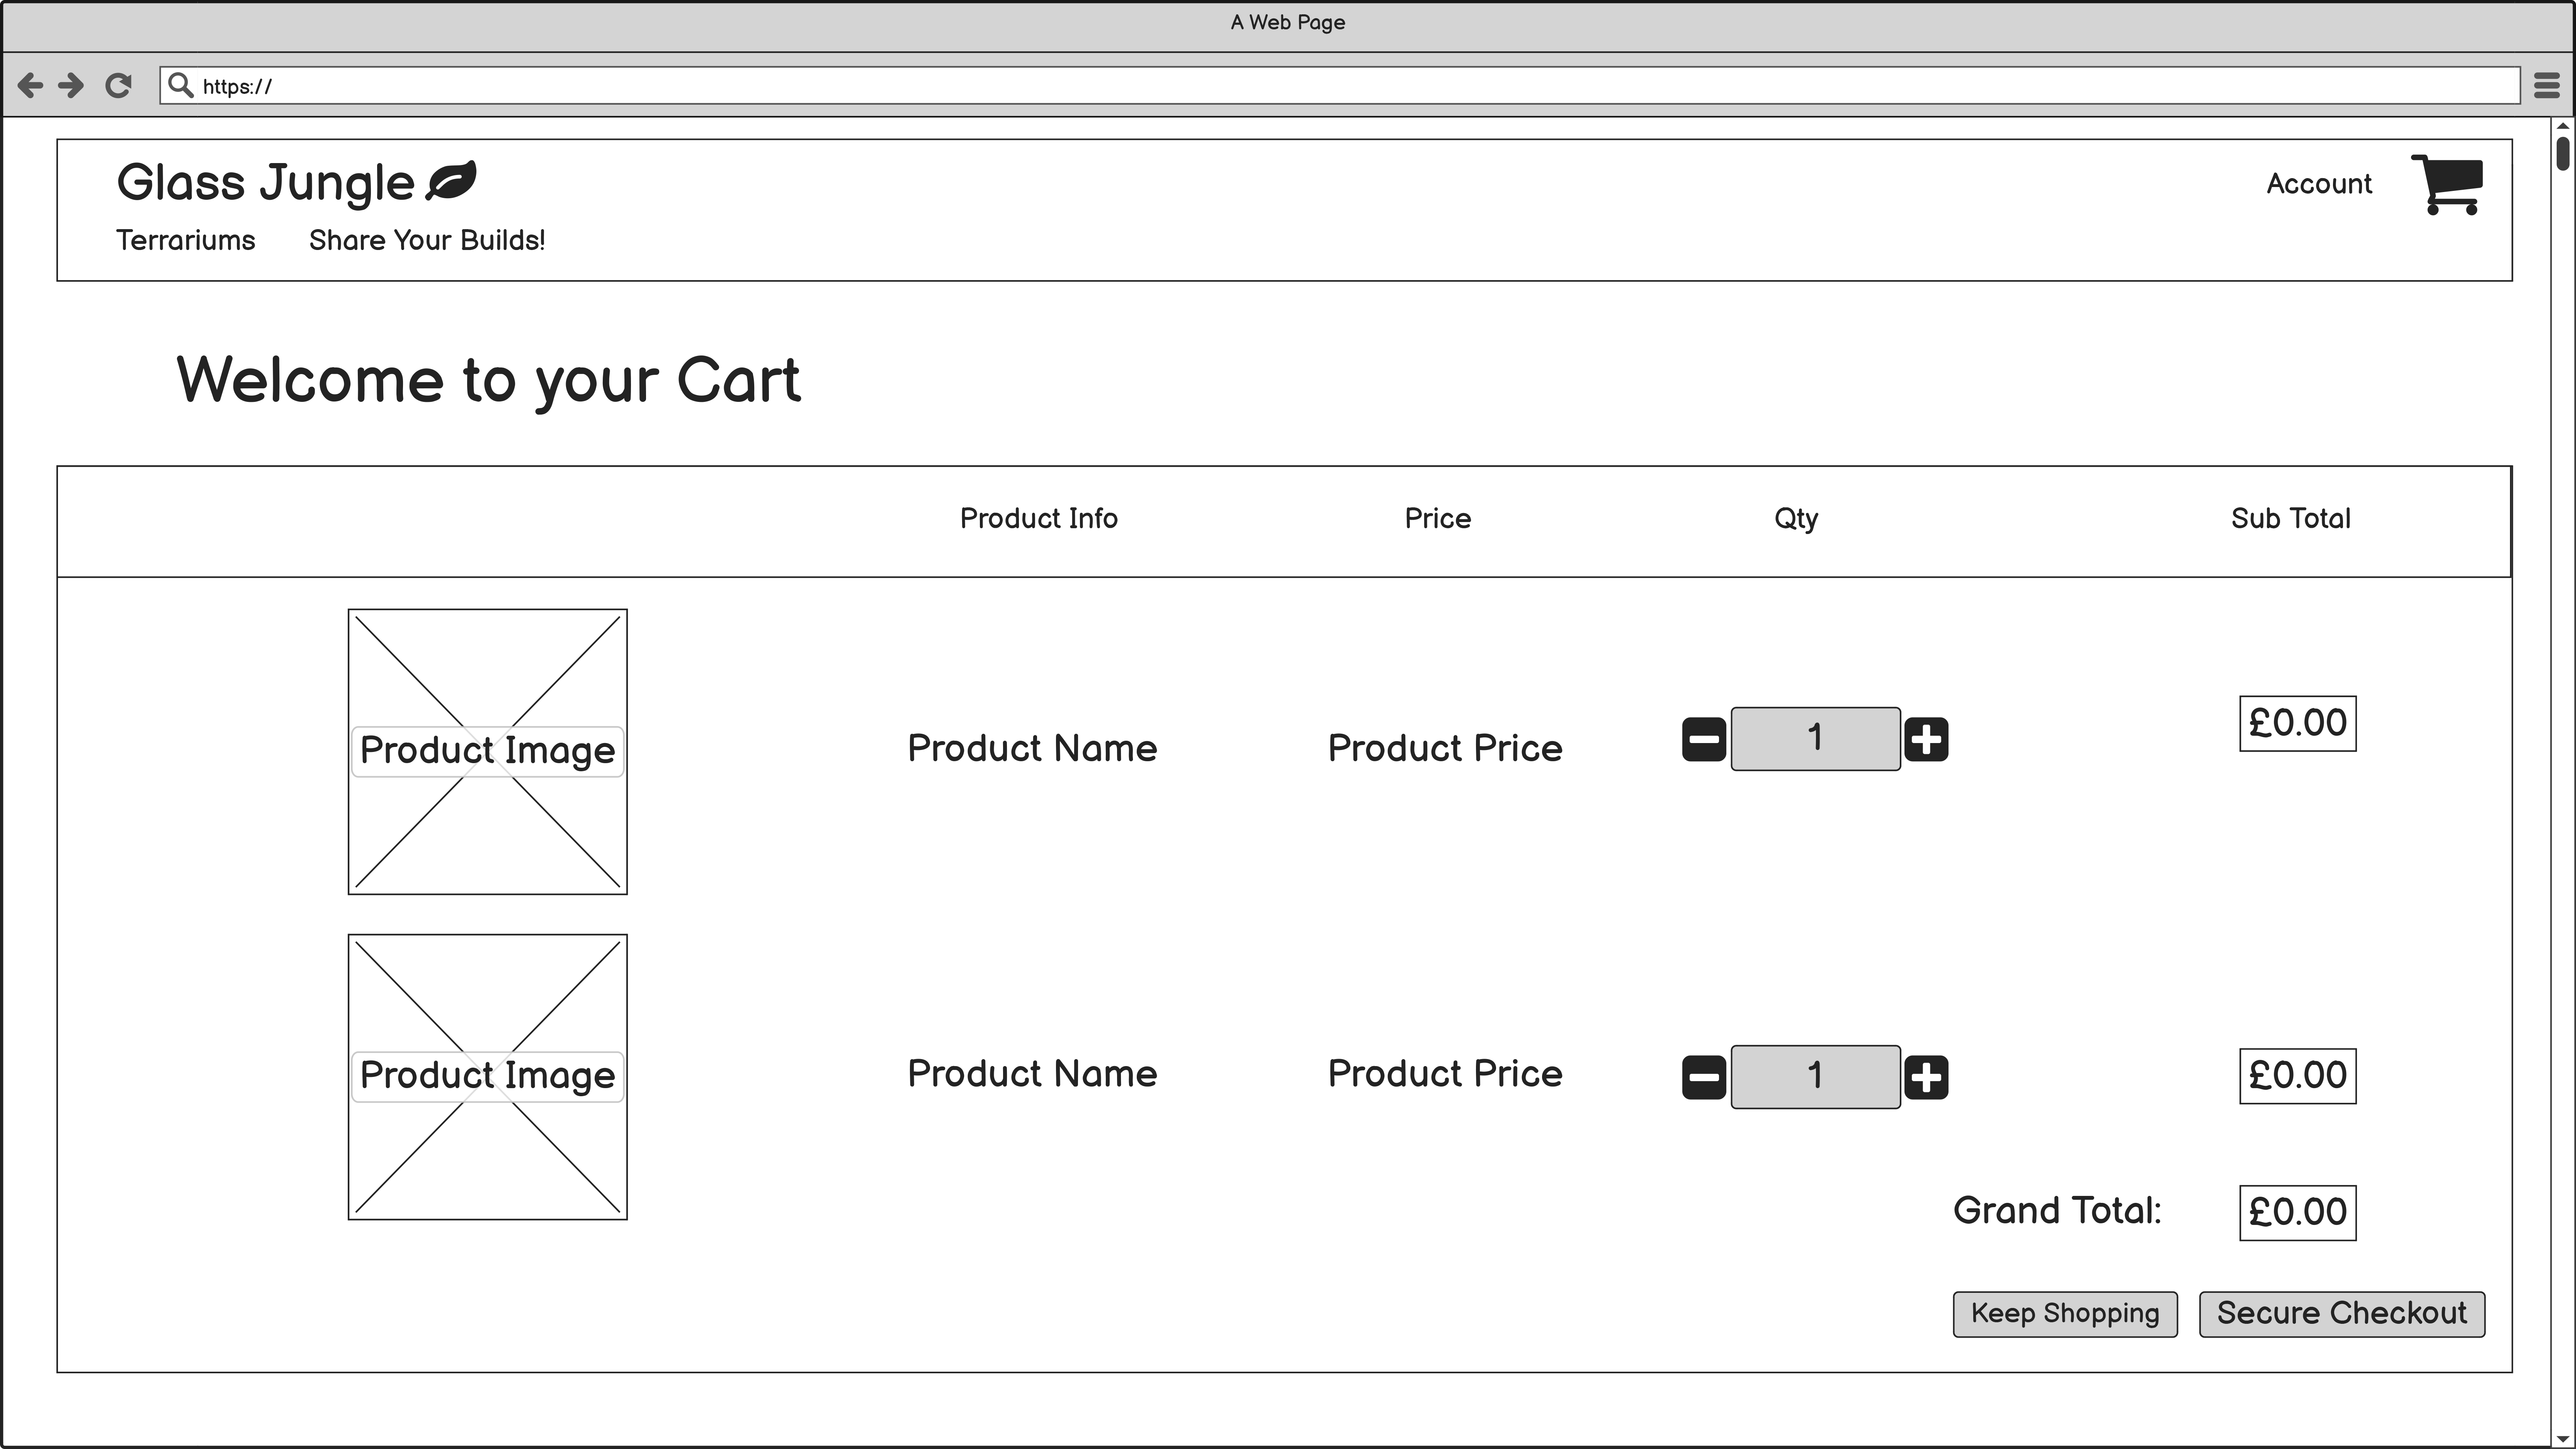 A Web Page
https://
Glass Jungle
Account
Terrariums Share Your Builds!
Welcome to your Cart
Product Info Price Qty Sub Total
Product Image Product Name Product Price 1 £0.00
Product Image Product Name Product Price 1 £0.00
Grand Total: £0.00
Keep Shopping Secure Checkout